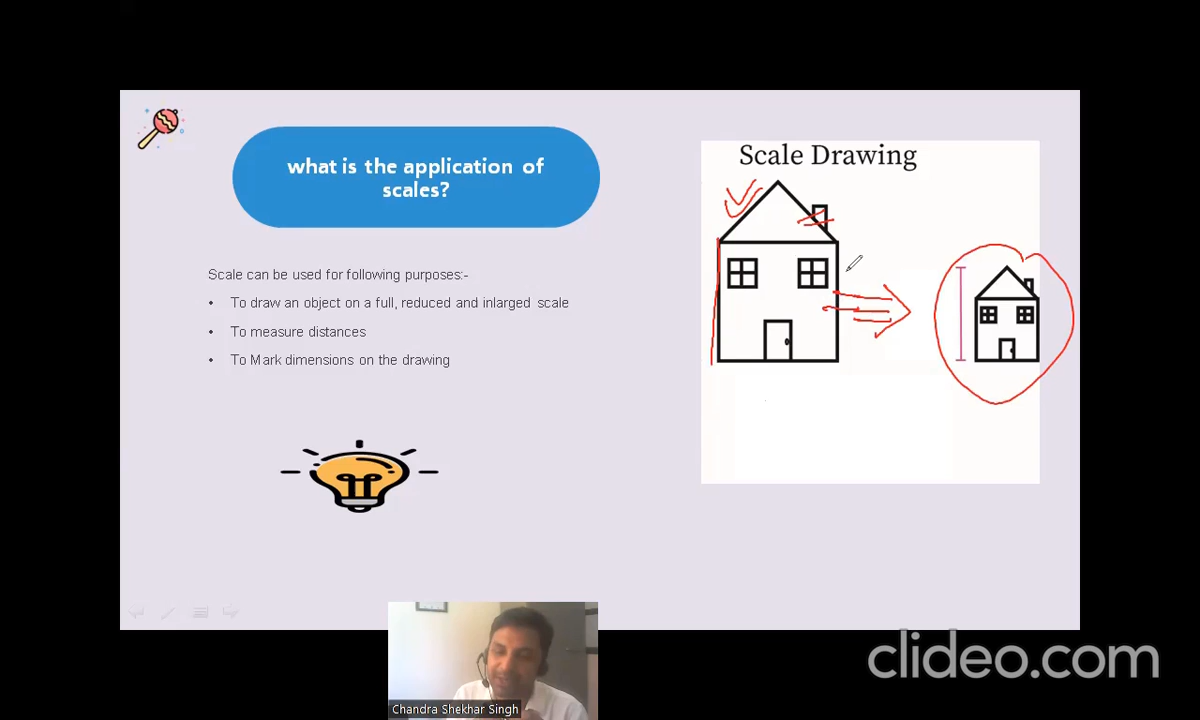 what is the application of
scales?
Scale can be used for following purposes:-
• To draw an object on a full, reduced and inlarged scale
• To measure distances
• To Mark dimensions on the drawing
Scale Drawing
Chandra Shekhar Singh
clideo.com